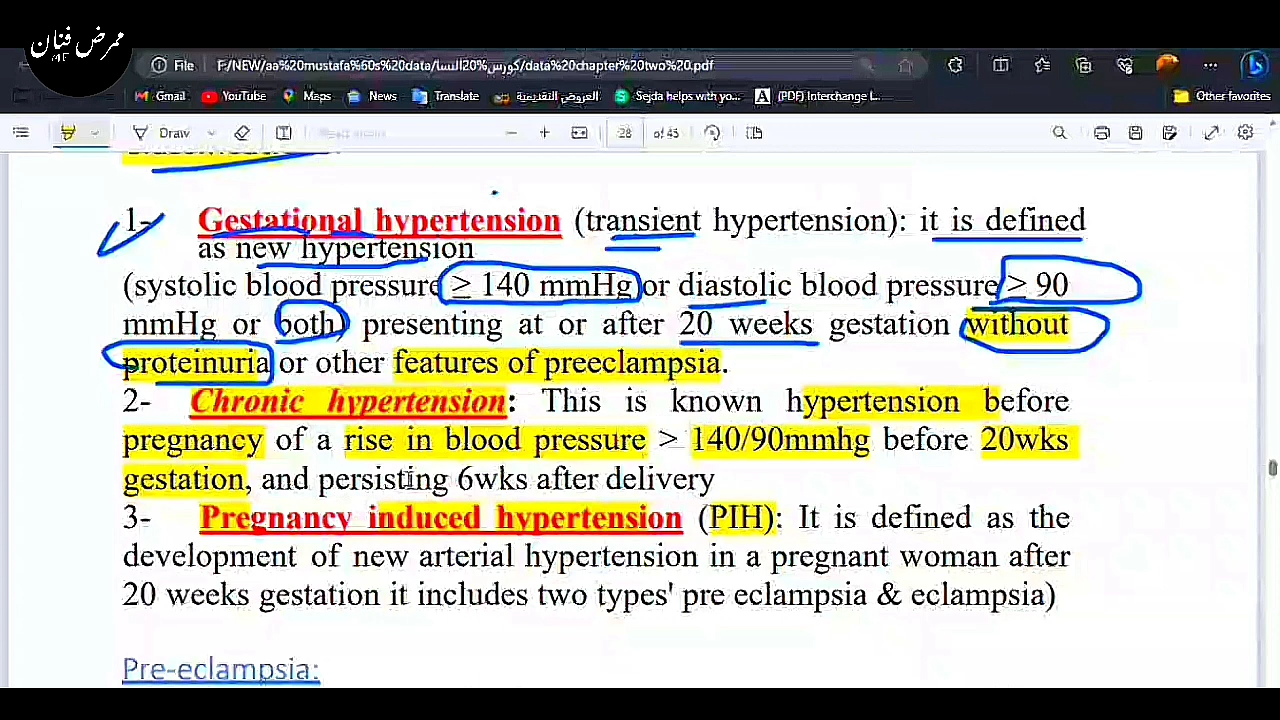 ممرض فنان
File F:/NEW/aa%20mustafa%60s%20data/كورس%20النسا/data%20chapter%20two%20.pdf
Gmail YouTube Maps News Translate العروض التقديمية Sejda helps with yo... A (PDF) Interchange L... Other favorites
Draw Read aloud 28 of 45
1- Gestational hypertension (transient hypertension): it is defined
as new hypertension
(systolic blood pressure ≥ 140 mmHg or diastolic blood pressure ≥ 90
mmHg or both) presenting at or after 20 weeks gestation without
proteinuria or other features of preeclampsia.
2- Chronic hypertension: This is known hypertension before
pregnancy of a rise in blood pressure > 140/90mmhg before 20wks
gestation, and persisting 6wks after delivery
3- Pregnancy induced hypertension (PIH): It is defined as the
development of new arterial hypertension in a pregnant woman after
20 weeks gestation it includes two types' pre eclampsia & eclampsia)
Pre-eclampsia: